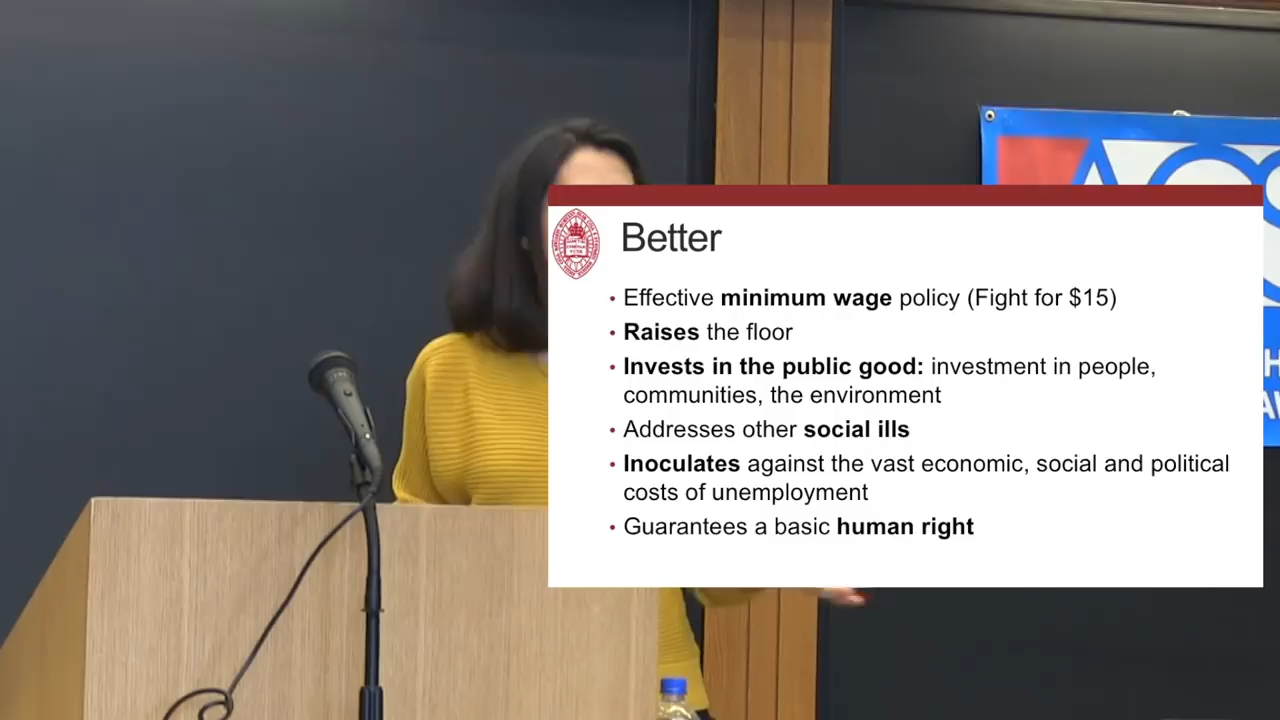 Better
• Effective minimum wage policy (Fight for $15)
• Raises the floor
• Invests in the public good: investment in people,
communities, the environment
• Addresses other social ills
• Inoculates against the vast economic, social and political
costs of unemployment
• Guarantees a basic human right